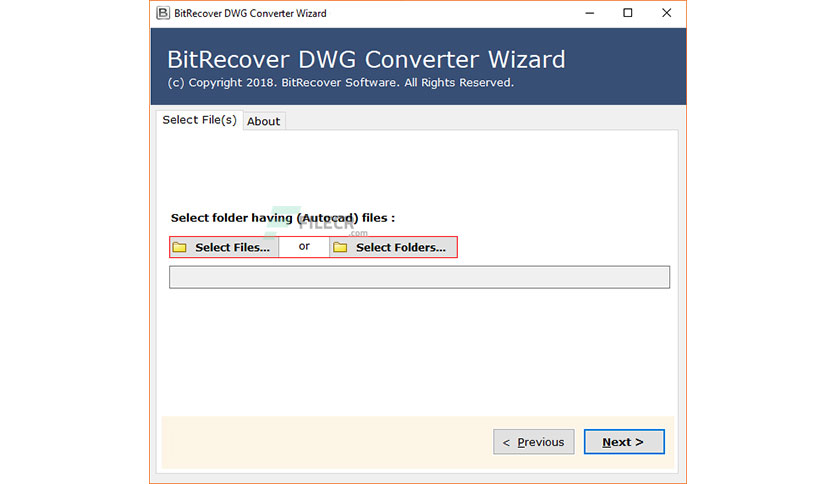 BitRecover DWG Converter Wizard
BitRecover DWG Converter Wizard
(c) Copyright 2018. BitRecover Software. All Rights Reserved.
Select File(s) About
Select folder having (Autocad) files :
FILECR
.com
Select Files... or Select Folders...
< Previous Next >